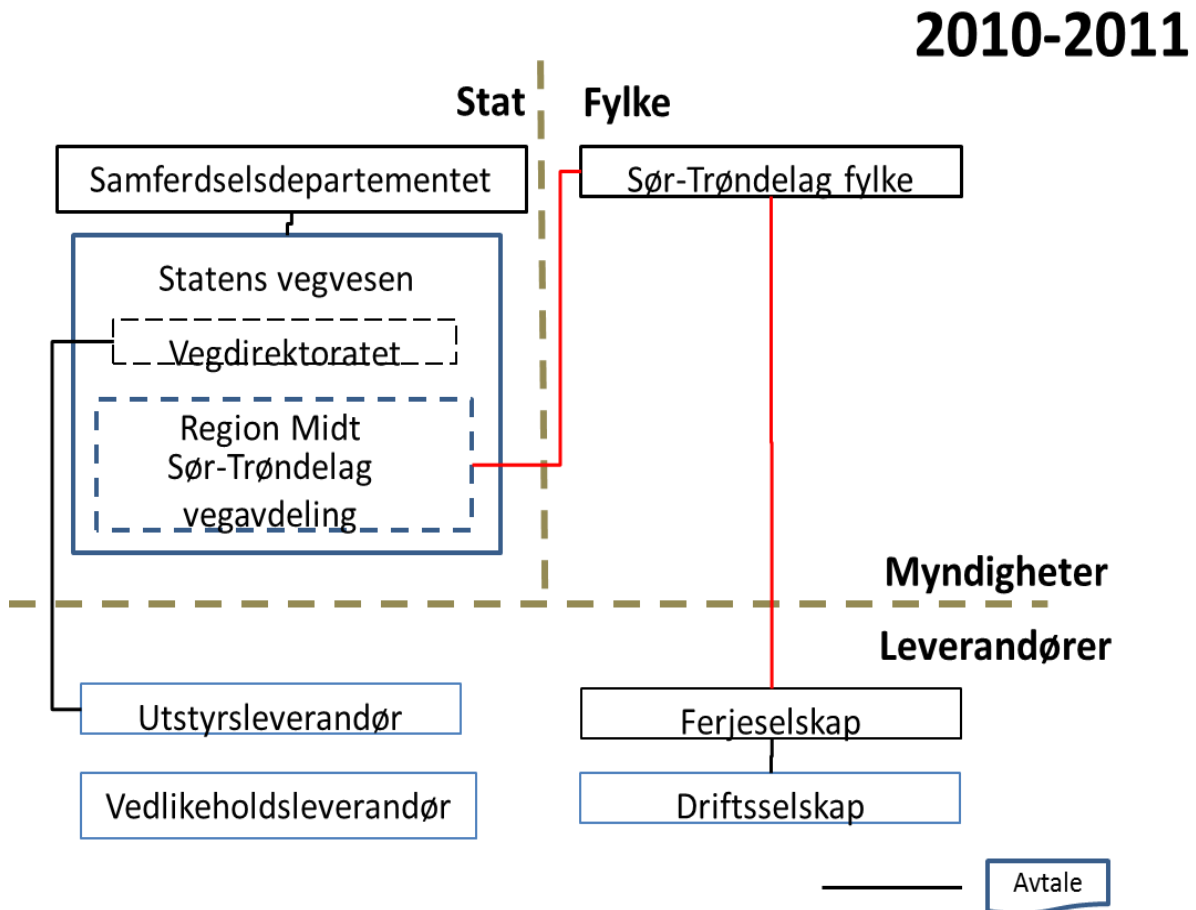 2010-2011
Stat
Fylke
Samferdselsdepartementet
Sør-Trøndelag fylke
Statens vegvesen
Vegdirektoratet
Region Midt
Sør-Trøndelag
vegavdeling
Myndigheter
Leverandører
Utstyrsleverandør
Ferjeselskap
Vedlikeholdsleverandør
Driftsselskap
Avtale